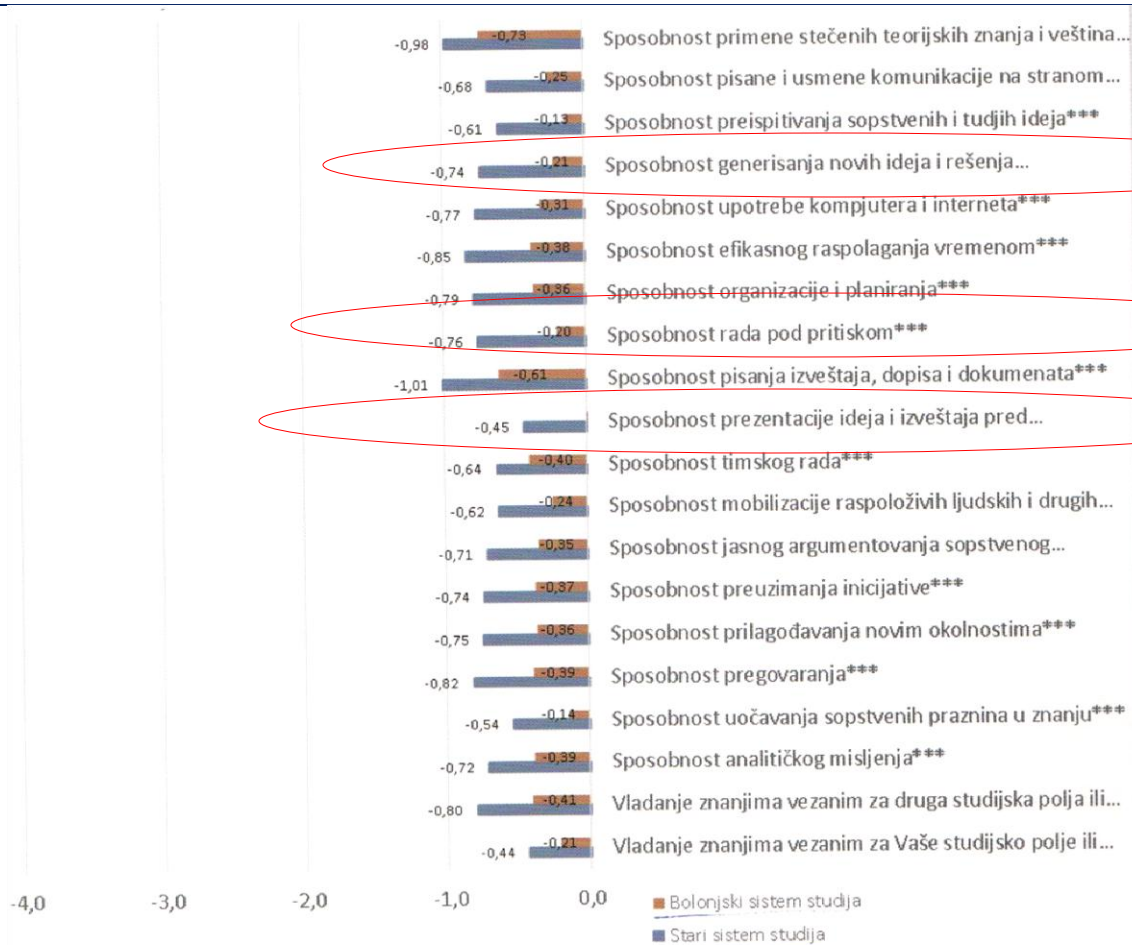 -0,73
-0,98
Sposobnost primene stečenih teorijskih znanja i veština...
-0,25
-0,68
Sposobnost pisane i usmene komunikacije na stranom...
-0,13
-0,61
Sposobnost preispitivanja sopstvenih i tudjih ideja***
-0,21
-0,74
Sposobnost generisanja novih ideja i rešenja...
-0,31
-0,77
Sposobnost upotrebe kompjutera i interneta***
-0,38
-0,85
Sposobnost efikasnog raspolaganja vremenom***
-0,36
-0,79
Sposobnost organizacije i planiranja***
-0,20
-0,76
Sposobnost rada pod pritiskom***
-0,61
-1,01
Sposobnost pisanja izveštaja, dopisa i dokumenata***
-0,45
Sposobnost prezentacije ideja i izveštaja pred...
-0,40
-0,64
Sposobnost timskog rada***
-0,24
-0,62
Sposobnost mobilizacije raspoloživih ljudskih i drugih...
-0,35
-0,71
Sposobnost jasnog argumentovanja sopstvenog...
-0,37
-0,74
Sposobnost preuzimanja inicijative***
-0,36
-0,75
Sposobnost prilagođavanja novim okolnostima***
-0,39
-0,82
Sposobnost pregovaranja***
-0,14
-0,54
Sposobnost uočavanja sopstvenih praznina u znanju***
-0,39
-0,72
Sposobnost analitičkog misljenja***
-0,41
-0,80
Vladanje znanjima vezanim za druga studijska polja ili...
-0,21
-0,44
Vladanje znanjima vezanim za Vaše studijsko polje ili...
-4,0 -3,0 -2,0 -1,0 0,0
Bolonjski sistem studija
Stari sistem studija